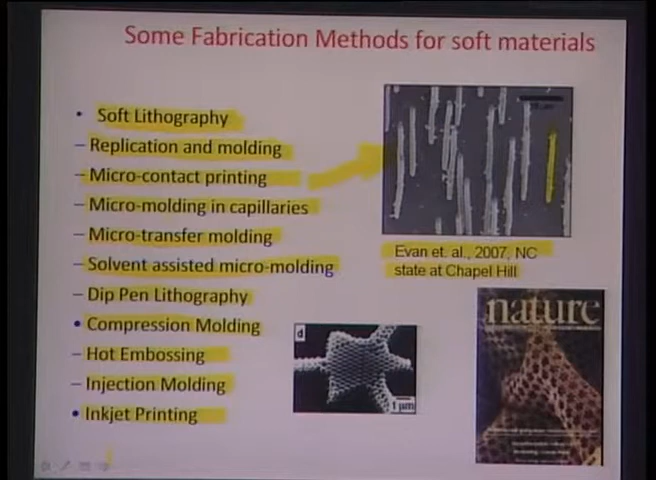 Some Fabrication Methods for soft materials
• Soft Lithography
– Replication and molding
– Micro-contact printing
– Micro-molding in capillaries
– Micro-transfer molding
– Solvent assisted micro-molding
– Dip Pen Lithography
• Compression Molding
– Hot Embossing
– Injection Molding
• Inkjet Printing
Evan et. al., 2007, NC
state at Chapel Hill
d
1 μm
nature